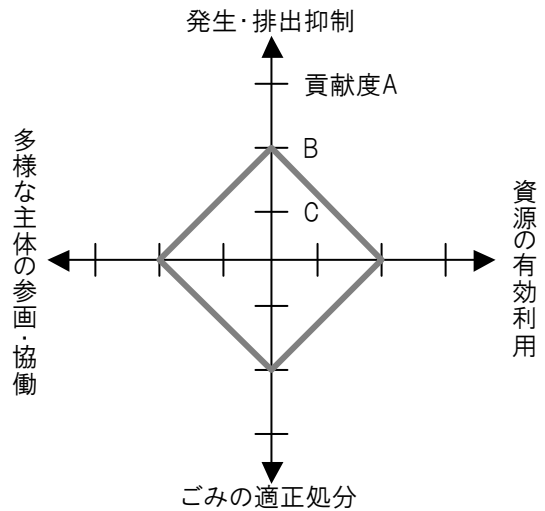 発生・排出抑制
貢献度A
B
C
多様な主体の参画・協働
資源の有効利用
ごみの適正処分